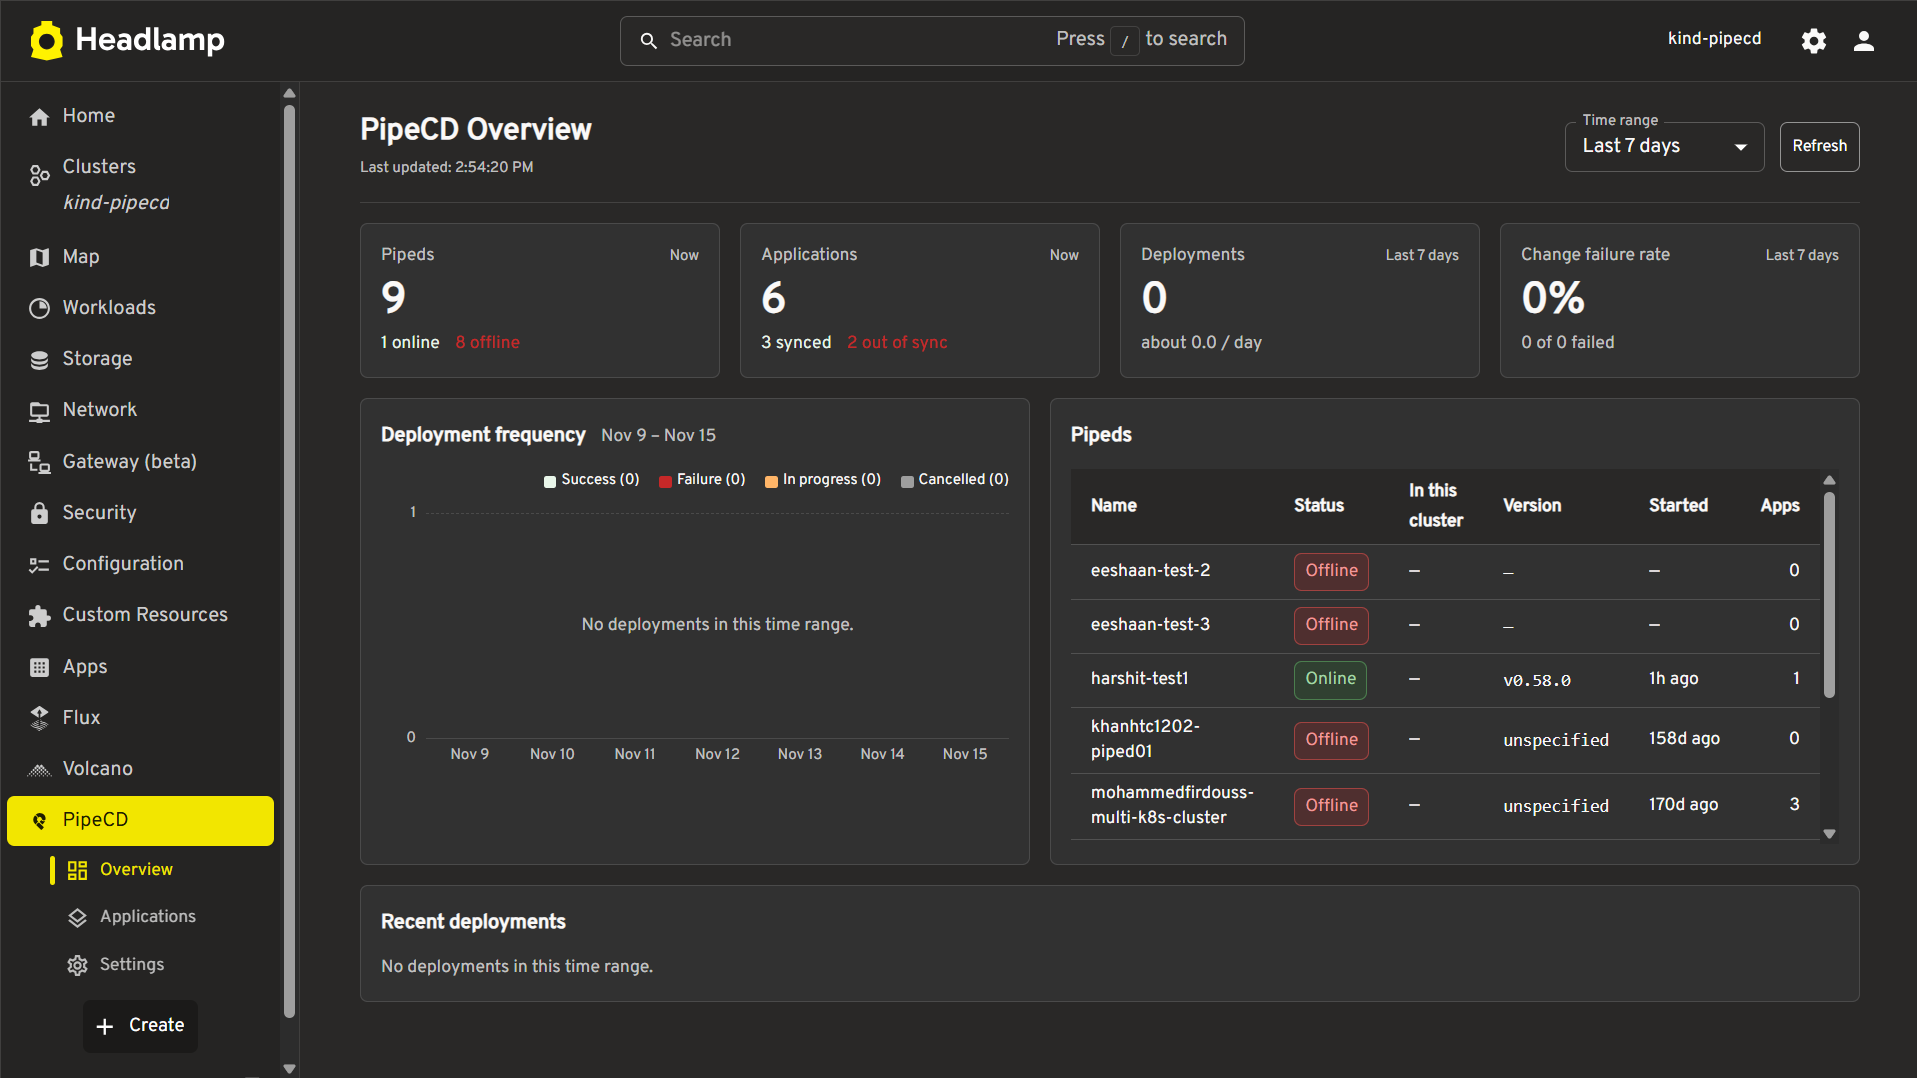 Headlamp
Search
Press / to search
kind-pipecd
Home
Clusters
kind-pipecd
Map
Workloads
Storage
Network
Gateway (beta)
Security
Configuration
Custom Resources
Apps
Flux
Volcano
PipeCD
Overview
Applications
Settings
Create
PipeCD Overview
Last updated: 2:54:20 PM
Time range
Last 7 days
Refresh
Pipeds Now
9
1 online 8 offline
Applications Now
6
3 synced 2 out of sync
Deployments Last 7 days
0
about 0.0 / day
Change failure rate Last 7 days
0%
0 of 0 failed
Deployment frequency Nov 9 – Nov 15
Success (0) Failure (0) In progress (0) Cancelled (0)
1
No deployments in this time range.
0
Nov 9 Nov 10 Nov 11 Nov 12 Nov 13 Nov 14 Nov 15
Pipeds
Name Status In this cluster Version Started Apps
eeshaan-test-2 Offline – – – 0
eeshaan-test-3 Offline – – – 0
harshit-test1 Online – v0.58.0 1h ago 1
khanhtc1202-
piped01 Offline – unspecified 158d ago 0
mohammedfirdouss-
multi-k8s-cluster Offline – unspecified 170d ago 3
Recent deployments
No deployments in this time range.